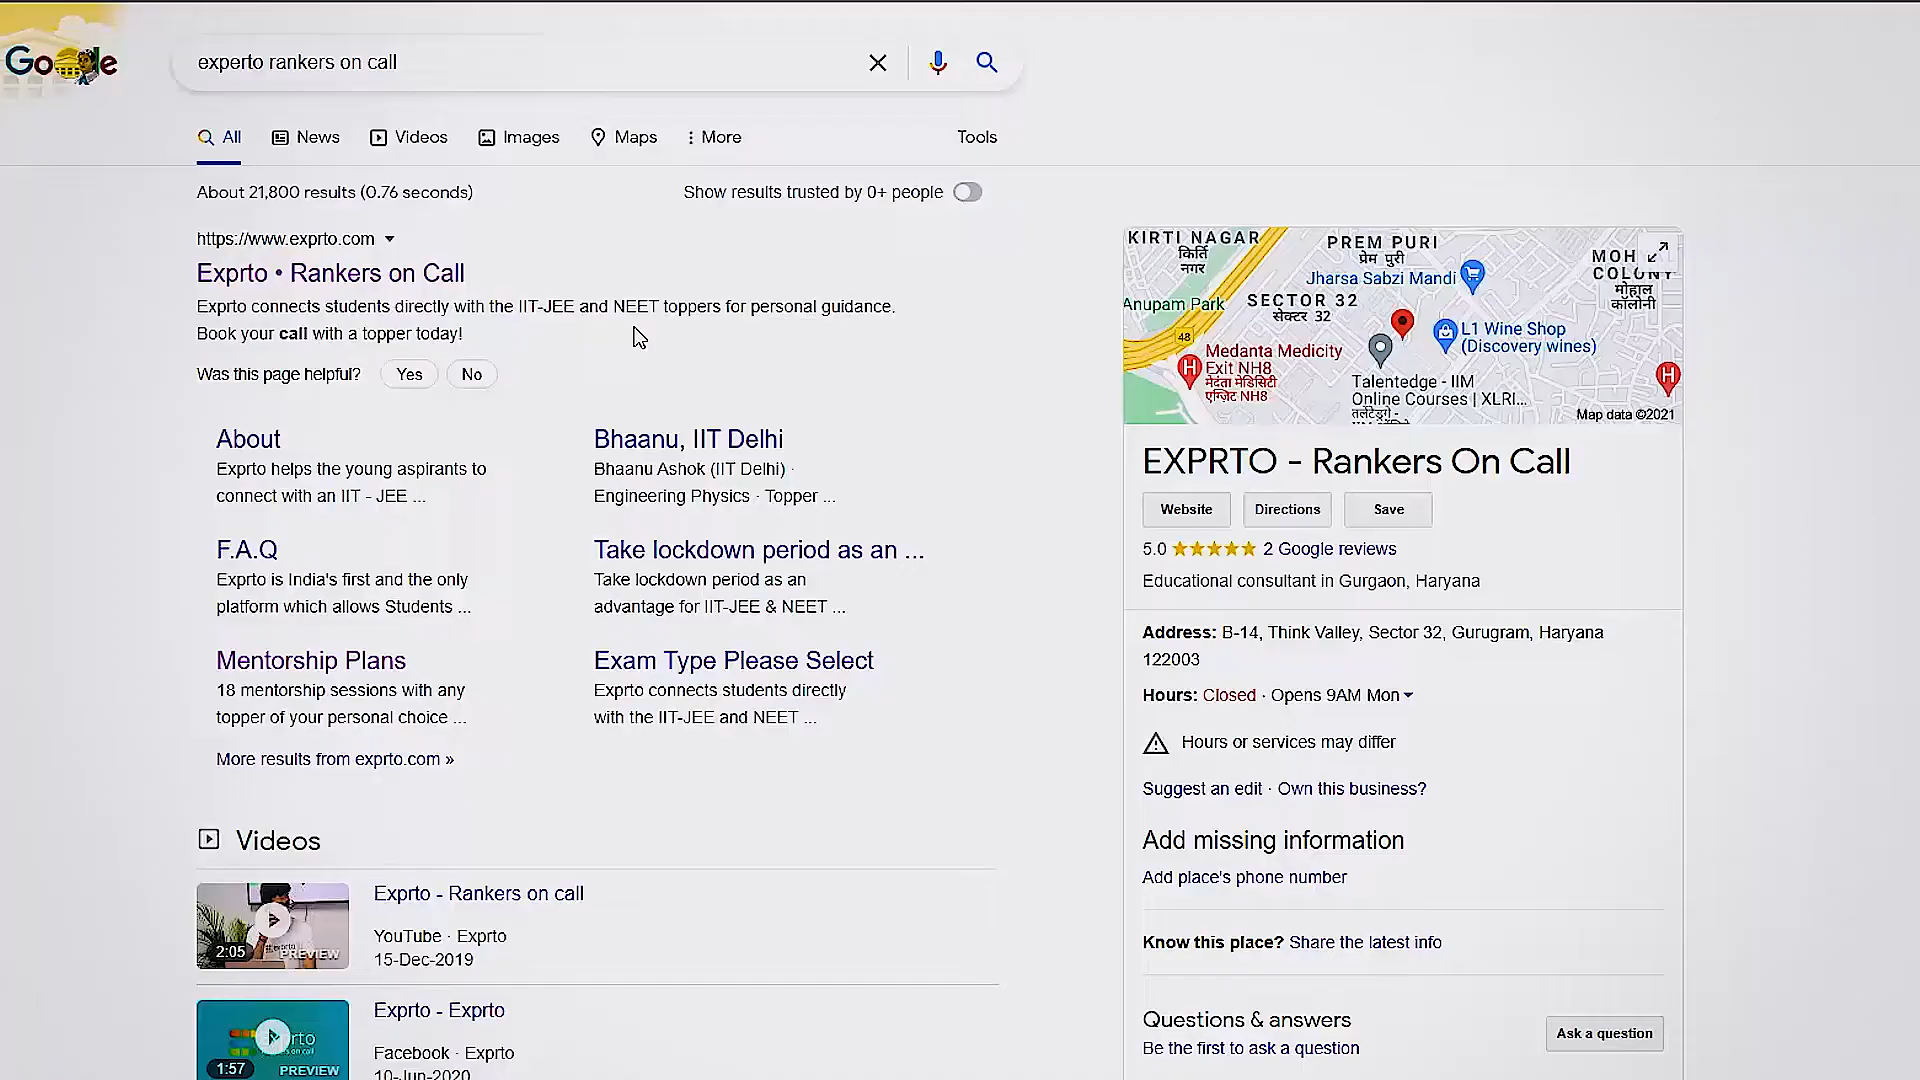 Google
experto rankers on call
All
News
Videos
Images
Maps
More
Tools
About 21,800 results (0.76 seconds)
Show results trusted by 0+ people
https://www.exprto.com
Exprto • Rankers on Call
Exprto connects students directly with the IIT-JEE and NEET toppers for personal guidance.
Book your call with a topper today!
Was this page helpful?
Yes
No
About
Exprto helps the young aspirants to
connect with an IIT - JEE ...
Bhaanu, IIT Delhi
Bhaanu Ashok (IIT Delhi) ·
Engineering Physics · Topper ...
F.A.Q
Exprto is India's first and the only
platform which allows Students ...
Take lockdown period as an ...
Take lockdown period as an
advantage for IIT-JEE & NEET ...
Mentorship Plans
18 mentorship sessions with any
topper of your personal choice ...
Exam Type Please Select
Exprto connects students directly
with the IIT-JEE and NEET ...
More results from exprto.com »
Videos
2:05
PREVIEW
Exprto - Rankers on call
YouTube · Exprto
15-Dec-2019
1:57
PREVIEW
Exprto - Exprto
Facebook · Exprto
10-Jun-2020
KIRTI NAGAR
किर्ति
नगर
PREM PURI
प्रेम पुरी
MOH
COLONY
मोहाल
कॉलोनी
Jharsa Sabzi Mandi
Anupam Park
SECTOR 32
सेक्टर 32
48
L1 Wine Shop
(Discovery wines)
Medanta Medicity
Exit NH8
मेदंता मेडिसिटी
एग्ज़िट NH8
H
H
Talentedge - IIM
Online Courses | XLRI...
Map data ©2021
EXPRTO - Rankers On Call
Website
Directions
Save
5.0
2 Google reviews
Educational consultant in Gurgaon, Haryana
Address: B-14, Think Valley, Sector 32, Gurugram, Haryana
122003
Hours: Closed · Opens 9AM Mon
Hours or services may differ
Suggest an edit · Own this business?
Add missing information
Add place's phone number
Know this place? Share the latest info
Questions & answers
Be the first to ask a question
Ask a question